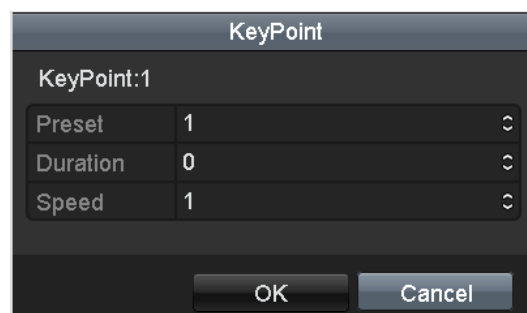 KeyPoint
KeyPoint:1
Preset 1
Duration 0
Speed 1
OK Cancel